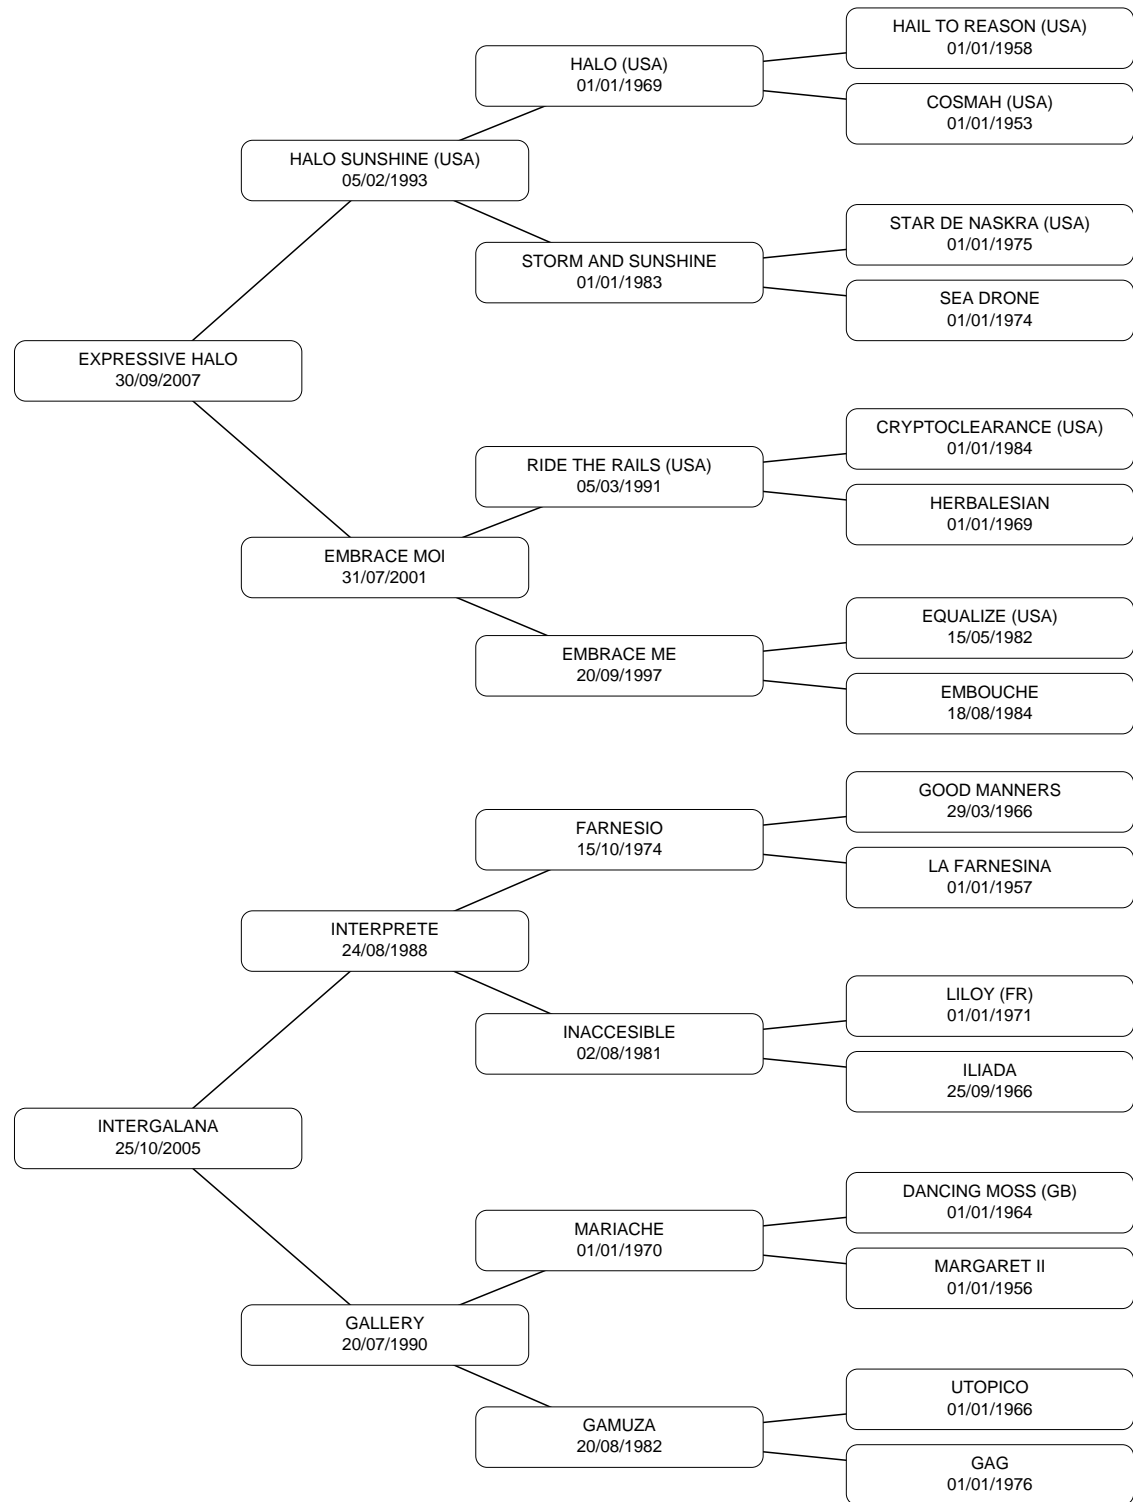 HAIL TO REASON (USA)
01/01/1958
HALO (USA)
01/01/1969
COSMAH (USA)
01/01/1953
HALO SUNSHINE (USA)
05/02/1993
STAR DE NASKRA (USA)
01/01/1975
STORM AND SUNSHINE
01/01/1983
SEA DRONE
01/01/1974
EXPRESSIVE HALO
30/09/2007
CRYPTOCLEARANCE (USA)
01/01/1984
RIDE THE RAILS (USA)
05/03/1991
HERBALESIAN
01/01/1969
EMBRACE MOI
31/07/2001
EQUALIZE (USA)
15/05/1982
EMBRACE ME
20/09/1997
EMBOUCHE
18/08/1984
GOOD MANNERS
29/03/1966
FARNESIO
15/10/1974
LA FARNESINA
01/01/1957
INTERPRETE
24/08/1988
LILOY (FR)
01/01/1971
INACCESIBLE
02/08/1981
ILIADA
25/09/1966
INTERGALANA
25/10/2005
DANCING MOSS (GB)
01/01/1964
MARIACHE
01/01/1970
MARGARET II
01/01/1956
GALLERY
20/07/1990
UTOPICO
01/01/1966
GAMUZA
20/08/1982
GAG
01/01/1976